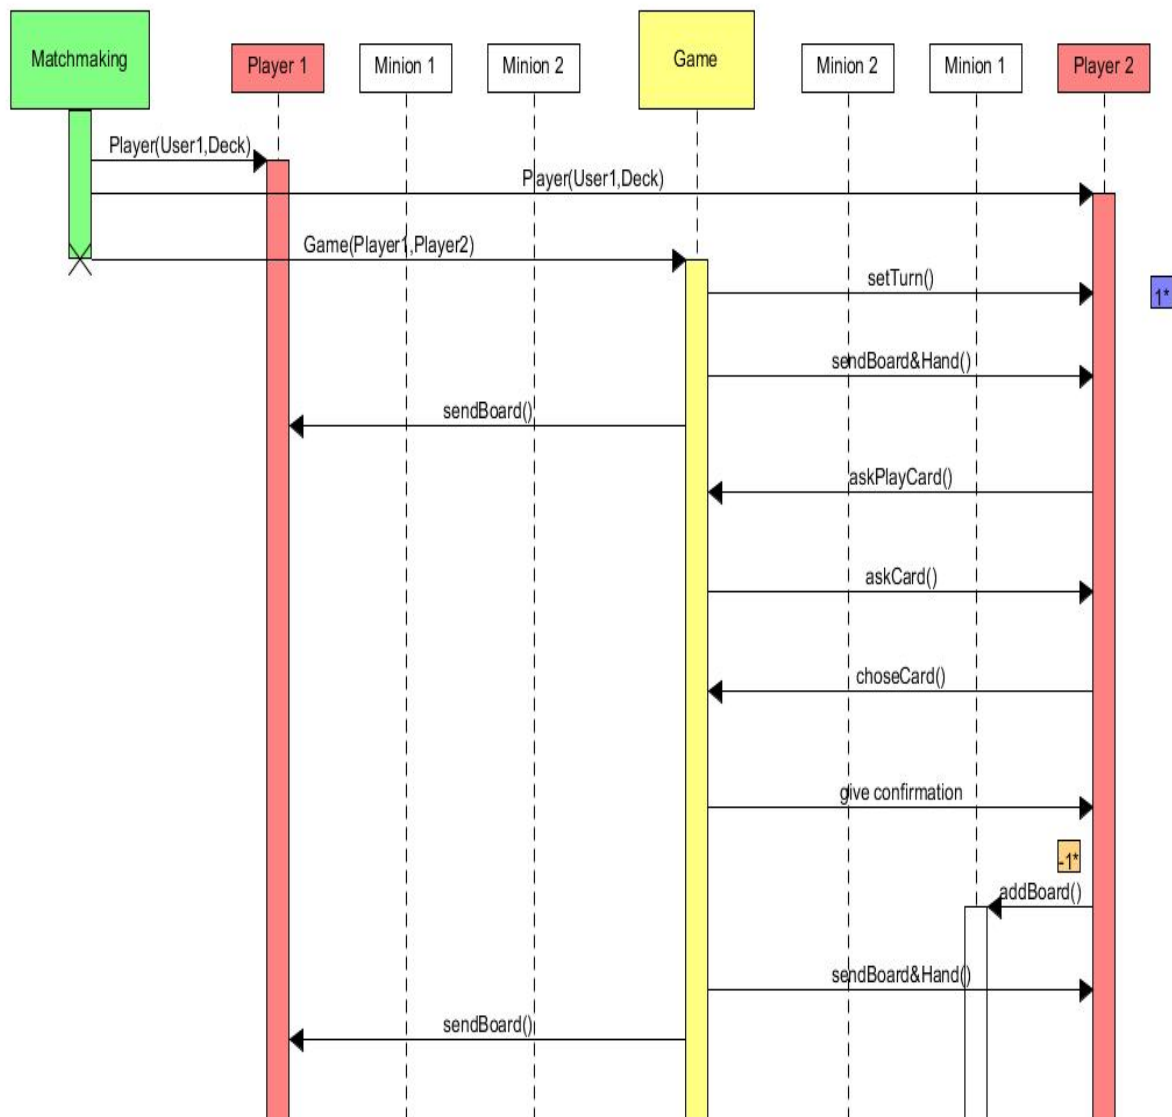 Matchmaking
Player 1
Minion 1
Minion 2
Game
Minion 2
Minion 1
Player 2
Player(User1,Deck)
Player(User1,Deck)
Game(Player1,Player2)
setTurn()
1*
sendBoard&Hand()
sendBoard()
askPlayCard()
askCard()
choseCard()
give confirmation
-1*
addBoard()
sendBoard&Hand()
sendBoard()